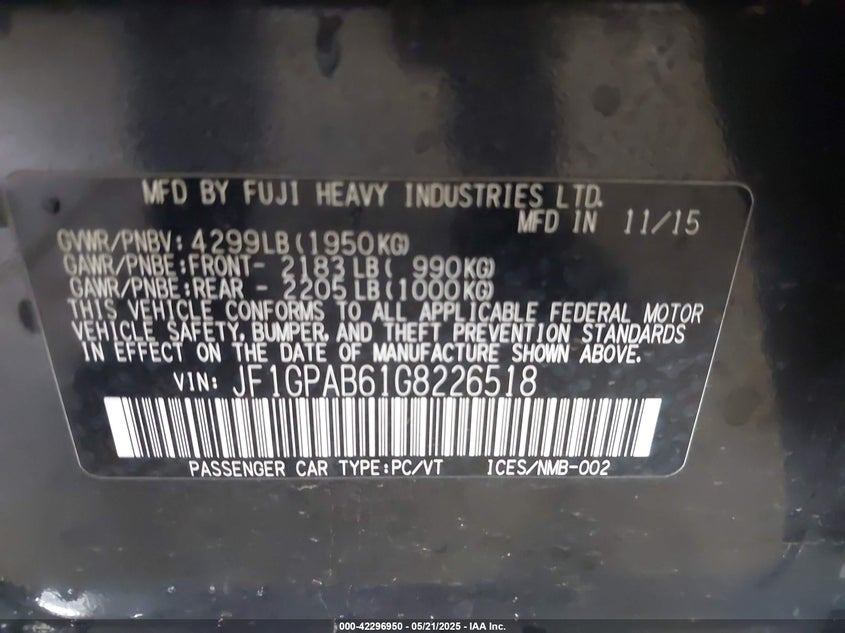 MFD BY FUJI HEAVY INDUSTRIES LTD.
MFD IN 11/15
GVWR/PNBV: 4299LB(1950KG)
GAWR/PNBE:FRONT- 2183LB( 990KG)
GAWR/PNBE:REAR - 2205LB(1000KG)
THIS VEHICLE CONFORMS TO ALL APPLICABLE FEDERAL MOTOR
VEHICLE SAFETY, BUMPER, AND THEFT PREVENTION STANDARDS
IN EFFECT ON THE DATE OF MANUFACTURE SHOWN ABOVE.
VIN: JF1GPAB61G8226518
PASSENGER CAR TYPE:PC/VT ICES/NMB-002
000-42296950 - 05/21/2025 - IAA Inc.